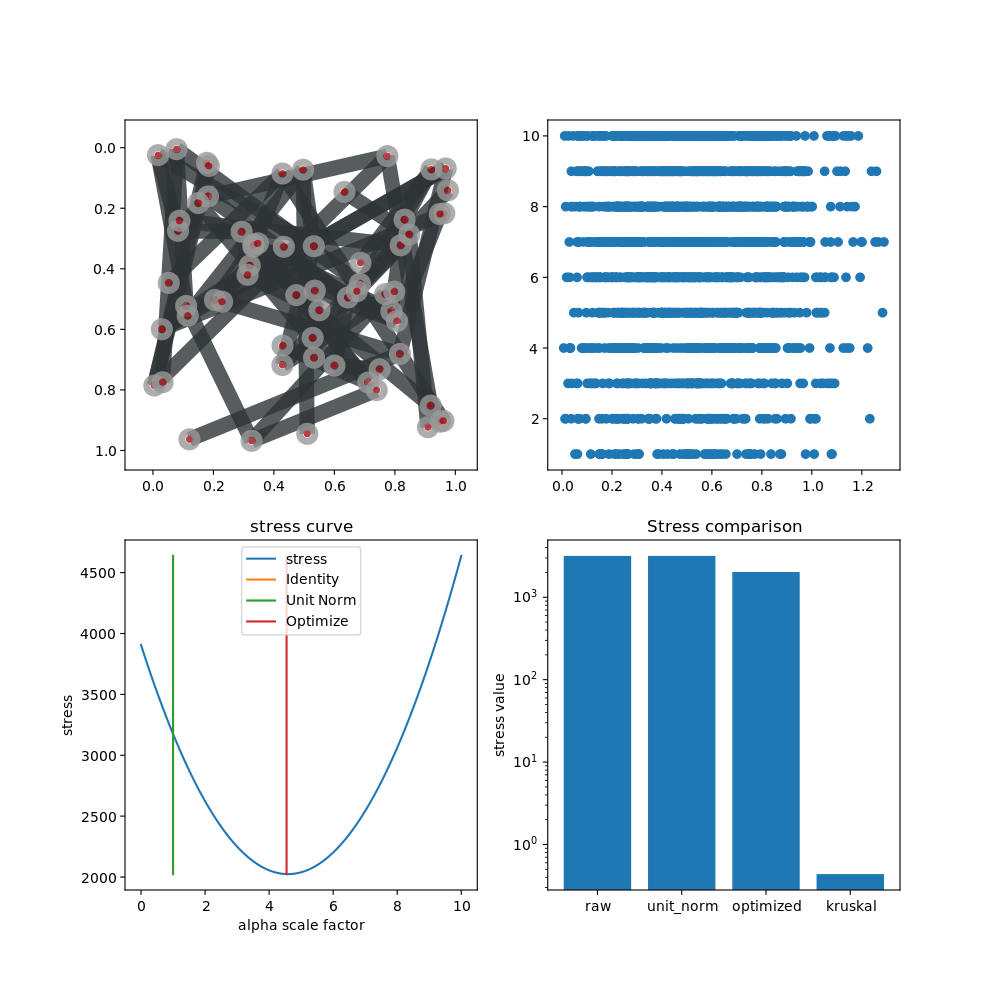 0.0
0.2
0.4
0.6
0.8
1.0
0.0 0.2 0.4 0.6 0.8 1.0
10
8
6
4
2
0.0 0.2 0.4 0.6 0.8 1.0 1.2
stress curve
stress
Identity
Unit Norm
Optimize
4500
4000
3500
3000
2500
2000
stress
0 2 4 6 8 10
alpha scale factor
Stress comparison
10³
10²
10¹
10⁰
stress value
raw unit_norm optimized kruskal